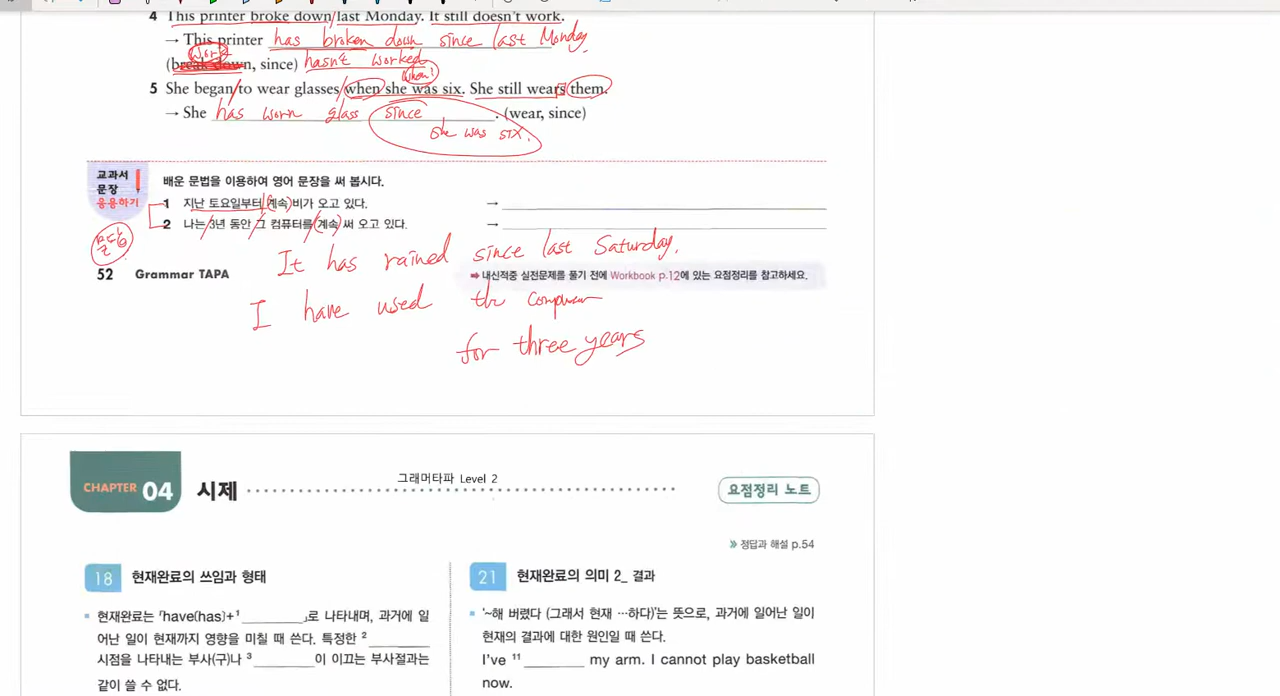 4 This printer broke down/last Monday. It still doesn't work.
→ This printer has broken down since last Monday
work
(break down, since) hasn't worked
when?
5 She began/to wear glasses/when she was six. She still wears them.
→ She has worn glass since . (wear, since)
she was six.
교과서
문장
응용하기
배운 문법을 이용하여 영어 문장을 써 봅시다.
1 지난 토요일부터/(계속)비가 오고 있다. →
2 나는/3년 동안/그 컴퓨터를/(계속) 써 오고 있다. →
It has rained since last Saturday.
52 Grammar TAPA
➡ 내신적중 실전문제를 풀기 전에 Workbook p.12에 있는 요점정리를 참고하세요.
I have used the
for three years
CHAPTER 04 시제
그래머타파 Level 2
요점정리 노트
» 정답과 해설 p.54
18 현재완료의 쓰임과 형태
현재완료는 「have(has)+¹ 」로 나타내며, 과거에 일
어난 일이 현재까지 영향을 미칠 때 쓴다. 특정한 ²
시점을 나타내는 부사(구)나 ³ 이 이끄는 부사절과는
같이 쓸 수 없다.
21 현재완료의 의미 2_ 결과
'~해 버렸다 (그래서 현재 …하다)'는 뜻으로, 과거에 일어난 일이
현재의 결과에 대한 원인일 때 쓴다.
I've ¹¹ my arm. I cannot play basketball
now.